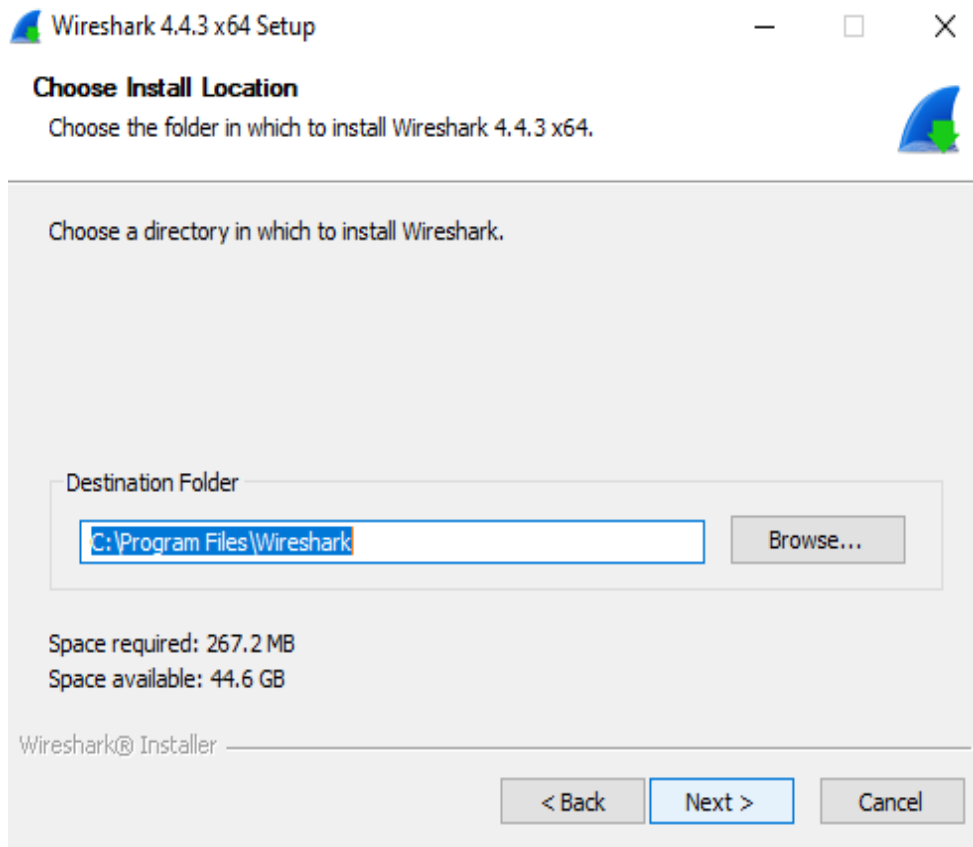 Wireshark 4.4.3 x64 Setup
Choose Install Location
Choose the folder in which to install Wireshark 4.4.3 x64.
Choose a directory in which to install Wireshark.
Destination Folder
C:\Program Files\Wireshark
Browse...
Space required: 267.2 MB
Space available: 44.6 GB
Wireshark® Installer
< Back Next > Cancel